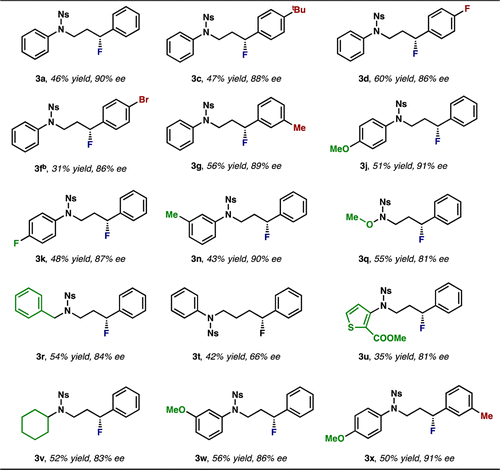 Ns N F
3a, 46% yield, 90% ee
Ns N F tBu
3c, 47% yield, 88% ee
Ns N F F
3d, 60% yield, 86% ee
Ns N F Br
3fb, 31% yield, 86% ee
Ns N F Me
3g, 56% yield, 89% ee
MeO Ns N F
3j, 51% yield, 91% ee
F Ns N F
3k, 48% yield, 87% ee
Me Ns N F
3n, 43% yield, 90% ee
Me O Ns N F
3q, 55% yield, 81% ee
Ns N F
3r, 54% yield, 84% ee
N Ns F
3t, 42% yield, 66% ee
S COOMe Ns N F
3u, 35% yield, 81% ee
Ns N F
3v, 52% yield, 83% ee
MeO Ns N F
3w, 56% yield, 86% ee
MeO Ns N F Me
3x, 50% yield, 91% ee